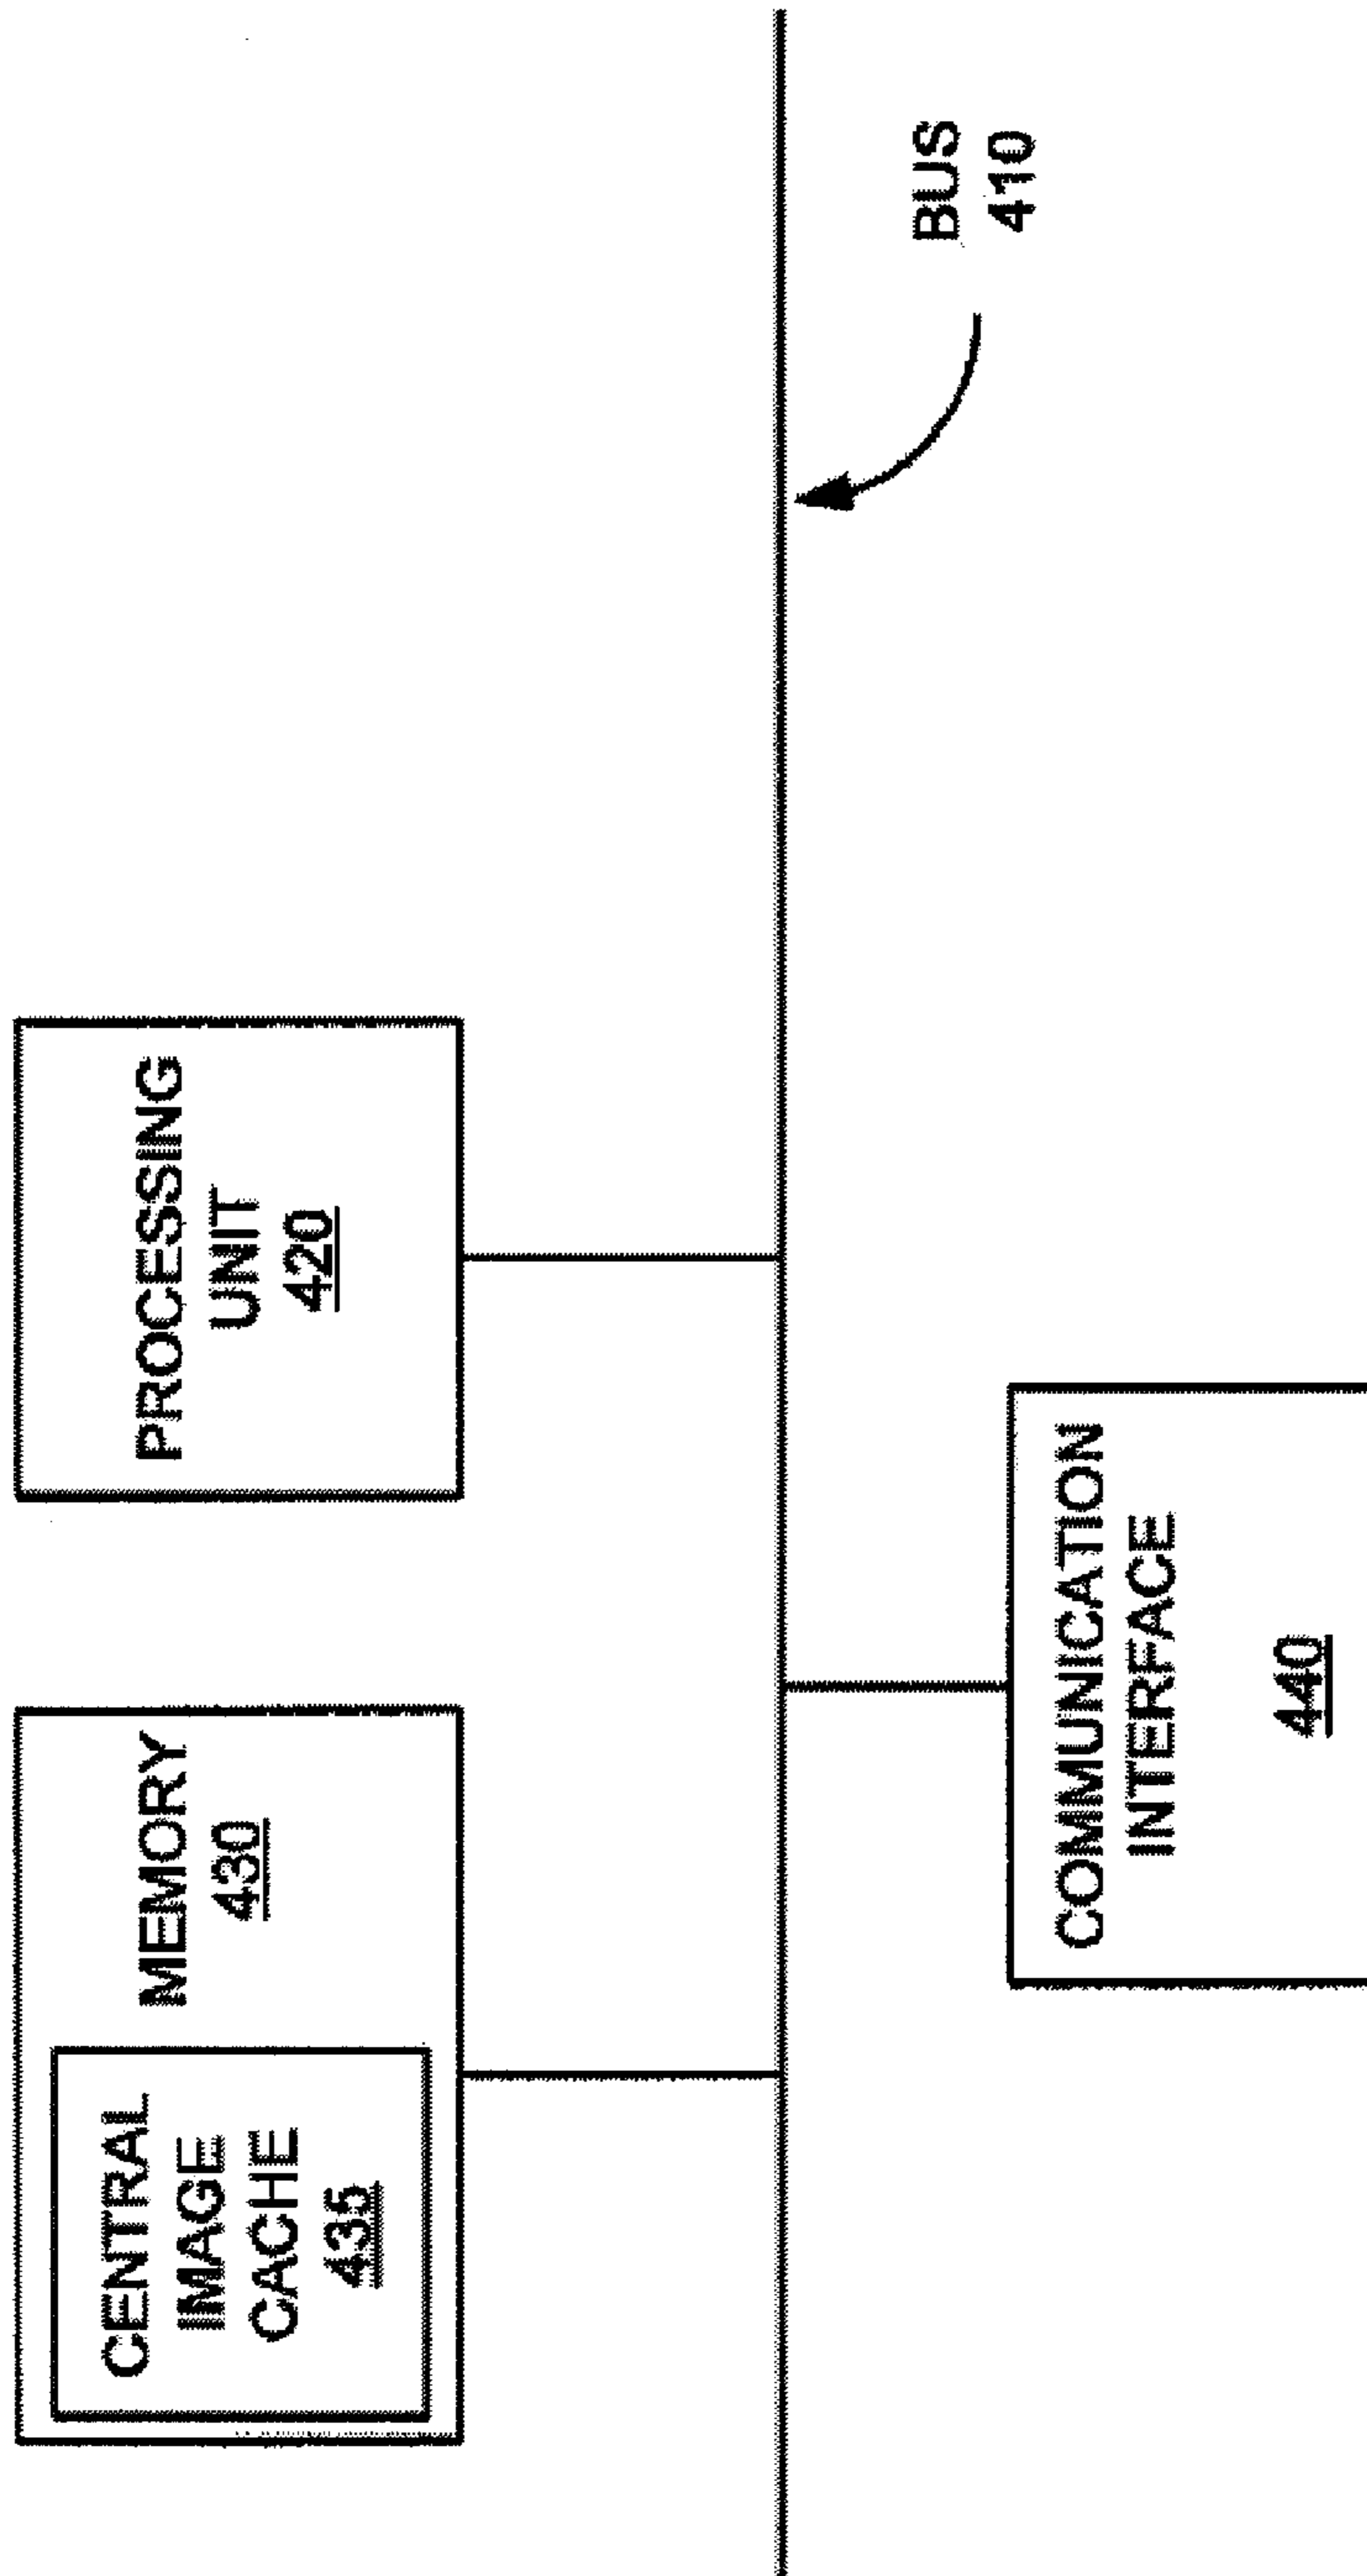 CENTRAL
IMAGE
CACHE
435
MEMORY
430
PROCESSING
UNIT
420
BUS
410
COMMUNICATION
INTERFACE
440